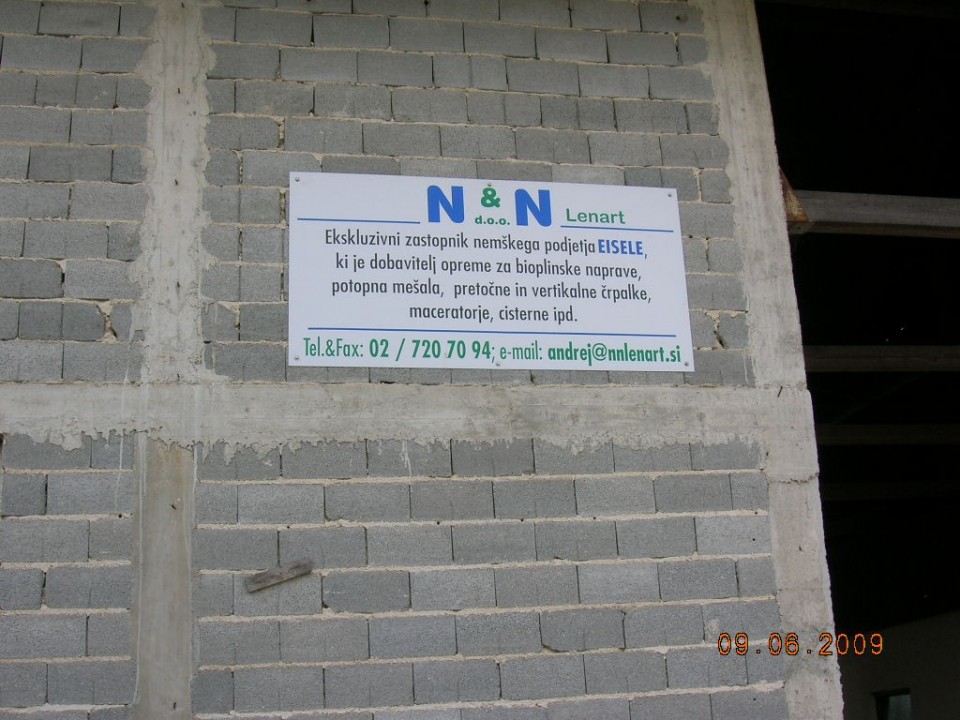 N & N
d.o.o.
Lenart
Ekskluzivni zastopnik nemškega podjetja EISELE,
ki je dobavitelj opreme za bioplinske naprave,
potopna mešala, pretočne in vertikalne črpalke,
maceratorje, cisterne ipd.
Tel.&Fax: 02 / 720 70 94; e-mail: andrej@nnlenart.si
09.06.2009